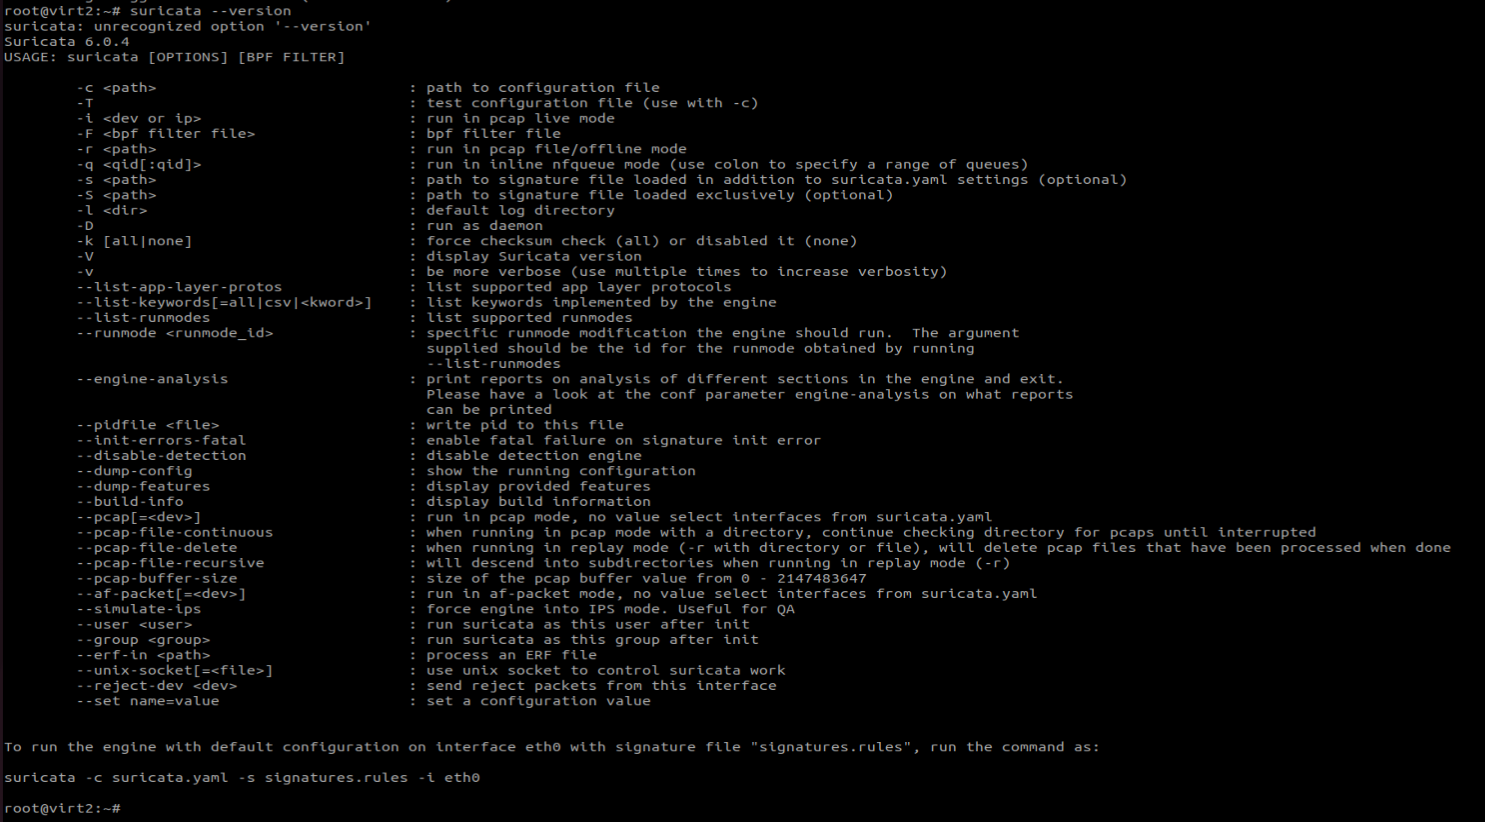 root@virt2:~# suricata --version
suricata: unrecognized option '--version'
Suricata 6.0.4
USAGE: suricata [OPTIONS] [BPF FILTER]
-c <path> : path to configuration file
-T : test configuration file (use with -c)
-i <dev or ip> : run in pcap live mode
-F <bpf filter file> : bpf filter file
-r <path> : run in pcap file/offline mode
-q <qid[:qid]> : run in inline nfqueue mode (use colon to specify a range of queues)
-s <path> : path to signature file loaded in addition to suricata.yaml settings (optional)
-S <path> : path to signature file loaded exclusively (optional)
-l <dir> : default log directory
-D : run as daemon
-k [all|none] : force checksum check (all) or disabled it (none)
-V : display Suricata version
-v : be more verbose (use multiple times to increase verbosity)
--list-app-layer-protos : list supported app layer protocols
--list-keywords[=all|csv|<kword>] : list keywords implemented by the engine
--list-runmodes : list supported runmodes
--runmode <runmode_id> : specific runmode modification the engine should run.  The argument
supplied should be the id for the runmode obtained by running
--list-runmodes
--engine-analysis : print reports on analysis of different sections in the engine and exit.
Please have a look at the conf parameter engine-analysis on what reports
can be printed
--pidfile <file> : write pid to this file
--init-errors-fatal : enable fatal failure on signature init error
--disable-detection : disable detection engine
--dump-config : show the running configuration
--dump-features : display provided features
--build-info : display build information
--pcap[=<dev>] : run in pcap mode, no value select interfaces from suricata.yaml
--pcap-file-continuous : when running in pcap mode with a directory, continue checking directory for pcaps until interrupted
--pcap-file-delete : when running in replay mode (-r with directory or file), will delete pcap files that have been processed when done
--pcap-file-recursive : will descend into subdirectories when running in replay mode (-r)
--pcap-buffer-size : size of the pcap buffer value from 0 - 2147483647
--af-packet[=<dev>] : run in af-packet mode, no value select interfaces from suricata.yaml
--simulate-ips : force engine into IPS mode. Useful for QA
--user <user> : run suricata as this user after init
--group <group> : run suricata as this group after init
--erf-in <path> : process an ERF file
--unix-socket[=<file>] : use unix socket to control suricata work
--reject-dev <dev> : send reject packets from this interface
--set name=value : set a configuration value
To run the engine with default configuration on interface eth0 with signature file "signatures.rules", run the command as:
suricata -c suricata.yaml -s signatures.rules -i eth0
root@virt2:~#